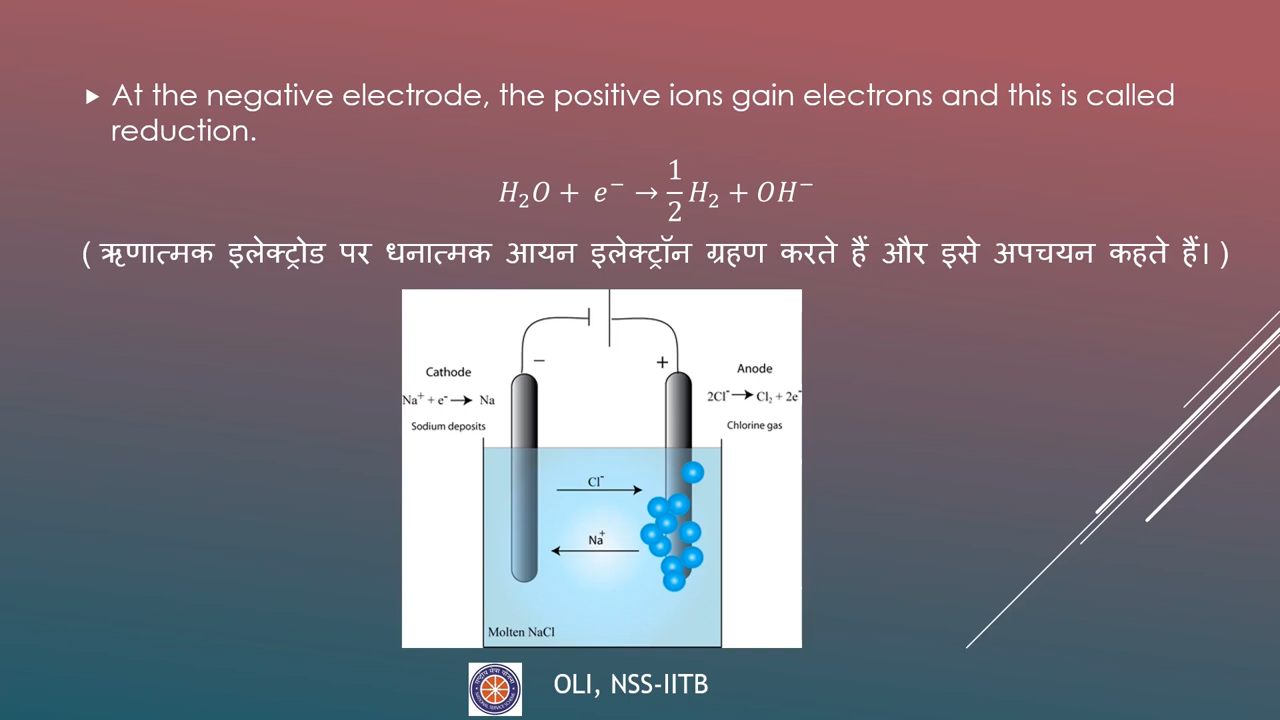 At the negative electrode, the positive ions gain electrons and this is called
reduction.
H₂O + e⁻ → 1/2 H₂ + OH⁻
( ऋणात्मक इलेक्ट्रोड पर धनात्मक आयन इलेक्ट्रॉन ग्रहण करते हैं और इसे अपचयन कहते हैं। )
− +
Cathode
Na⁺ + e⁻ → Na
Sodium deposits
Anode
2Cl⁻ → Cl₂ + 2e⁻
Chlorine gas
Cl⁻
Na⁺
Molten NaCl
OLI, NSS-IITB